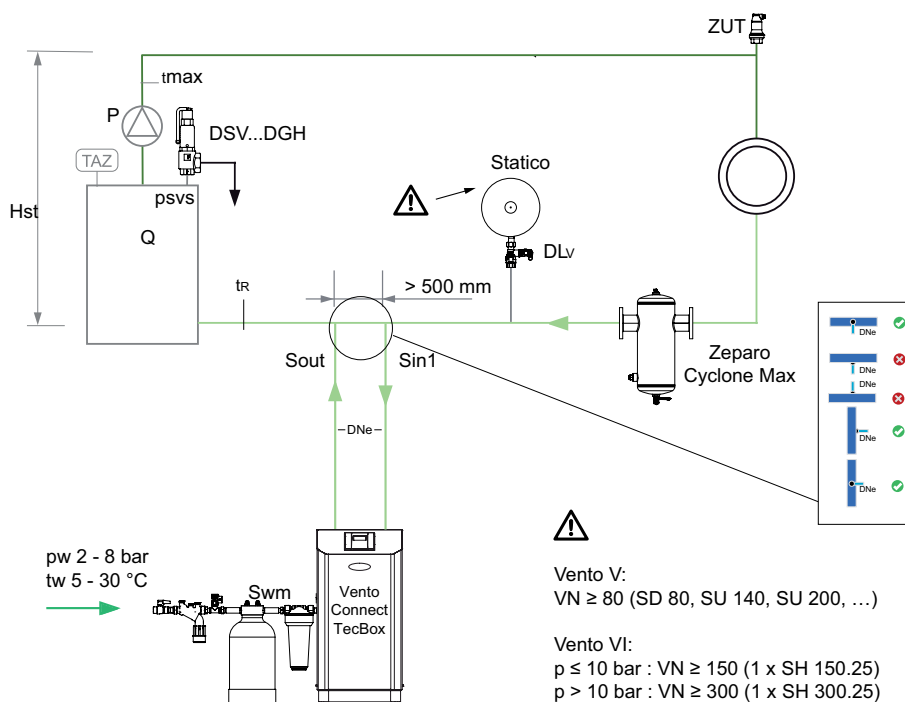 ZUT
tmax
P
DSV...DGH
TAZ
Statico
psvs
Hst
Q
DLv
tR
> 500 mm
DNe
Sout
Sin1
Zeparo
Cyclone Max
DNe
DNe
DNe
–DNe–
DNe
pw 2 - 8 bar
tw 5 - 30 °C
Swm
Vento
Connect
TecBox
Vento V:
VN ≥ 80 (SD 80, SU 140, SU 200, …)
Vento VI:
p ≤ 10 bar : VN ≥ 150 (1 x SH 150.25)
p > 10 bar : VN ≥ 300 (1 x SH 300.25)